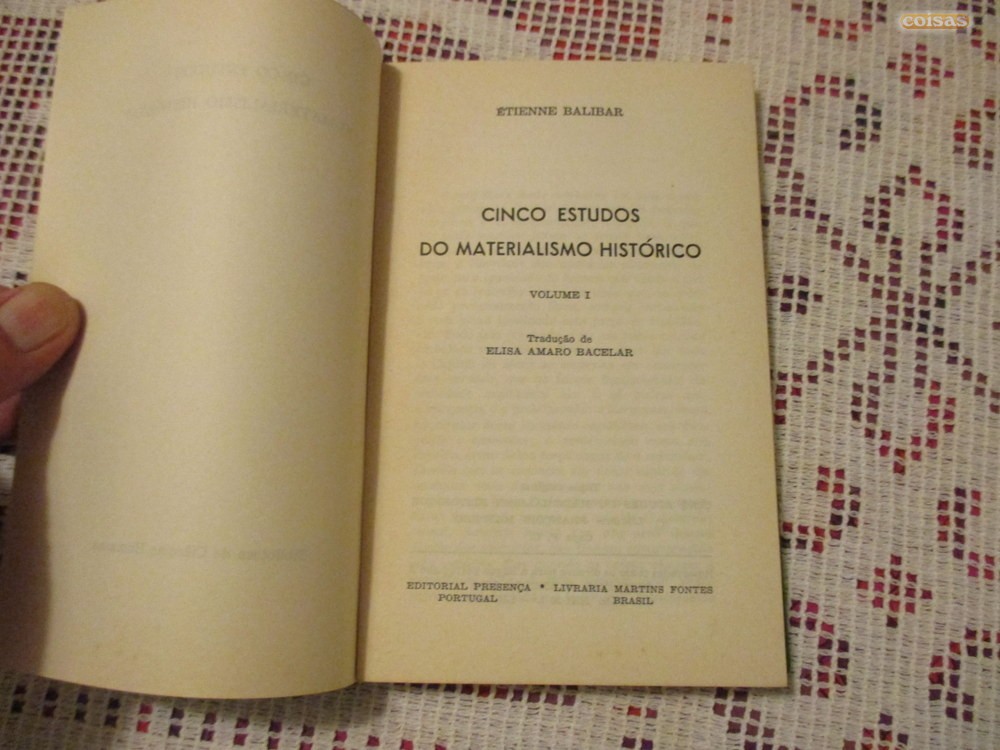 coisas
ÉTIENNE BALIBAR
CINCO ESTUDOS
DO MATERIALISMO HISTÓRICO
VOLUME I
Tradução de
ELISA AMARO BACELAR
EDITORIAL PRESENÇA • LIVRARIA MARTINS FONTES
PORTUGAL BRASIL